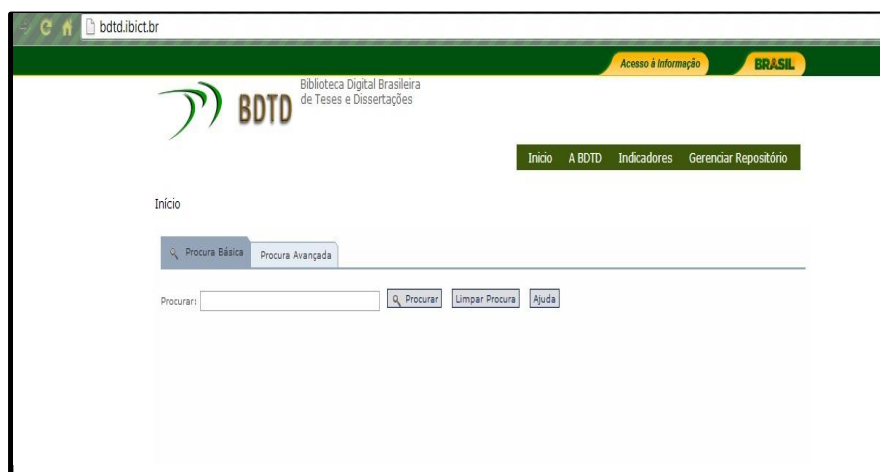 bdtd.ibict.br
Acesso à Informação BRASIL
BDTD
Biblioteca Digital Brasileira
de Teses e Dissertações
Inicio A BDTD Indicadores Gerenciar Repositório
Início
Procura Básica Procura Avançada
Procurar: Procurar Limpar Procura Ajuda